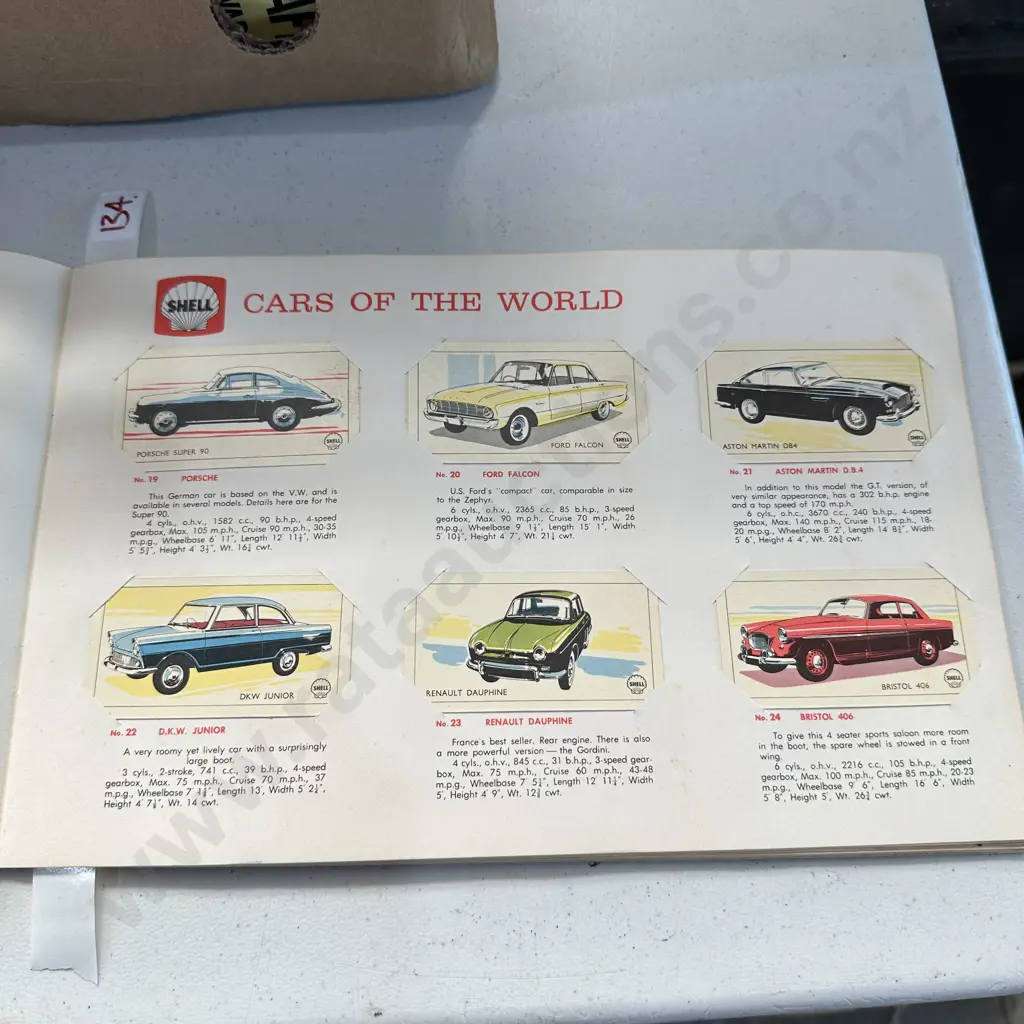 134.
SHELL CARS OF THE WORLD
PORSCHE SUPER 90
SHELL
No. 19 PORSCHE
This German car is based on the V.W. and is
available in several models. Details here are for the
Super 90.
4 cyls., o.h.v., 1582 c.c., 90 b.h.p., 4-speed
gearbox, Max. 105 m.p.h., Cruise 90 m.p.h., 30-35
m.p.g., Wheelbase 6' 11", Length 12' 11½", Width
5' 5¾", Height 4' 3½", Wt. 16¾ cwt.
FORD FALCON
SHELL
No. 20 FORD FALCON
U.S. Ford's "compact" car, comparable in size
to the Zephyr.
6 cyls., o.h.v., 2365 c.c., 85 b.h.p., 3-speed
gearbox, Max. 90 m.p.h., Cruise 70 m.p.h., 26
m.p.g., Wheelbase 9' 1½", Length 15' 1", Width
5' 10½", Height 4' 7", Wt. 21¼ cwt.
ASTON MARTIN DB4
SHELL
No. 21 ASTON MARTIN D.B.4
In addition to this model the G.T. version, of
very similar appearance, has a 302 b.h.p. engine
and a top speed of 170 m.p.h.
6 cyls., o.h.c., 3670 c.c., 240 b.h.p., 4-speed
gearbox, Max. 140 m.p.h., Cruise 115 m.p.h., 18-
20 m.p.g., Wheelbase 8' 2", Length 14' 8¾", Width
5' 6", Height 4' 4", Wt. 26¾ cwt.
DKW JUNIOR
SHELL
No. 22 D.K.W. JUNIOR
A very roomy yet lively car with a surprisingly
large boot.
3 cyls., 2-stroke, 741 c.c., 39 b.h.p., 4-speed
gearbox, Max. 75 m.p.h., Cruise 70 m.p.h., 37
m.p.g., Wheelbase 7' Length 13', Width 5' 2¼",
Height 4' 7¼", Wt. 14 cwt.
RENAULT DAUPHINE
SHELL
No. 23 RENAULT DAUPHINE
France's best seller. Rear engine. There is also
a more powerful version — the Gordini.
4 cyls., o.h.v., 845 c.c., 31 b.h.p., 3-speed gear-
box, Max. 75 m.p.h., Cruise 60 m.p.h., 43-48
m.p.g., Wheelbase 7' 5½", Length 12' 11¼", Width
5', Height 4' 9", Wt. 12¾ cwt.
BRISTOL 406
SHELL
No. 24 BRISTOL 406
To give this 4 seater sports saloon more room
in the boot, the spare wheel is stowed in a front
wing.
6 cyls., o.h.v., 2216 c.c., 105 b.h.p., 4-speed
gearbox, Max. 100 m.p.h., Cruise 85 m.p.h., 20-23
m.p.g., Wheelbase 9' 6", Length 16' 6", Width
5' 8", Height 5', Wt. 26¾ cwt.
www.rataauctions.co.nz